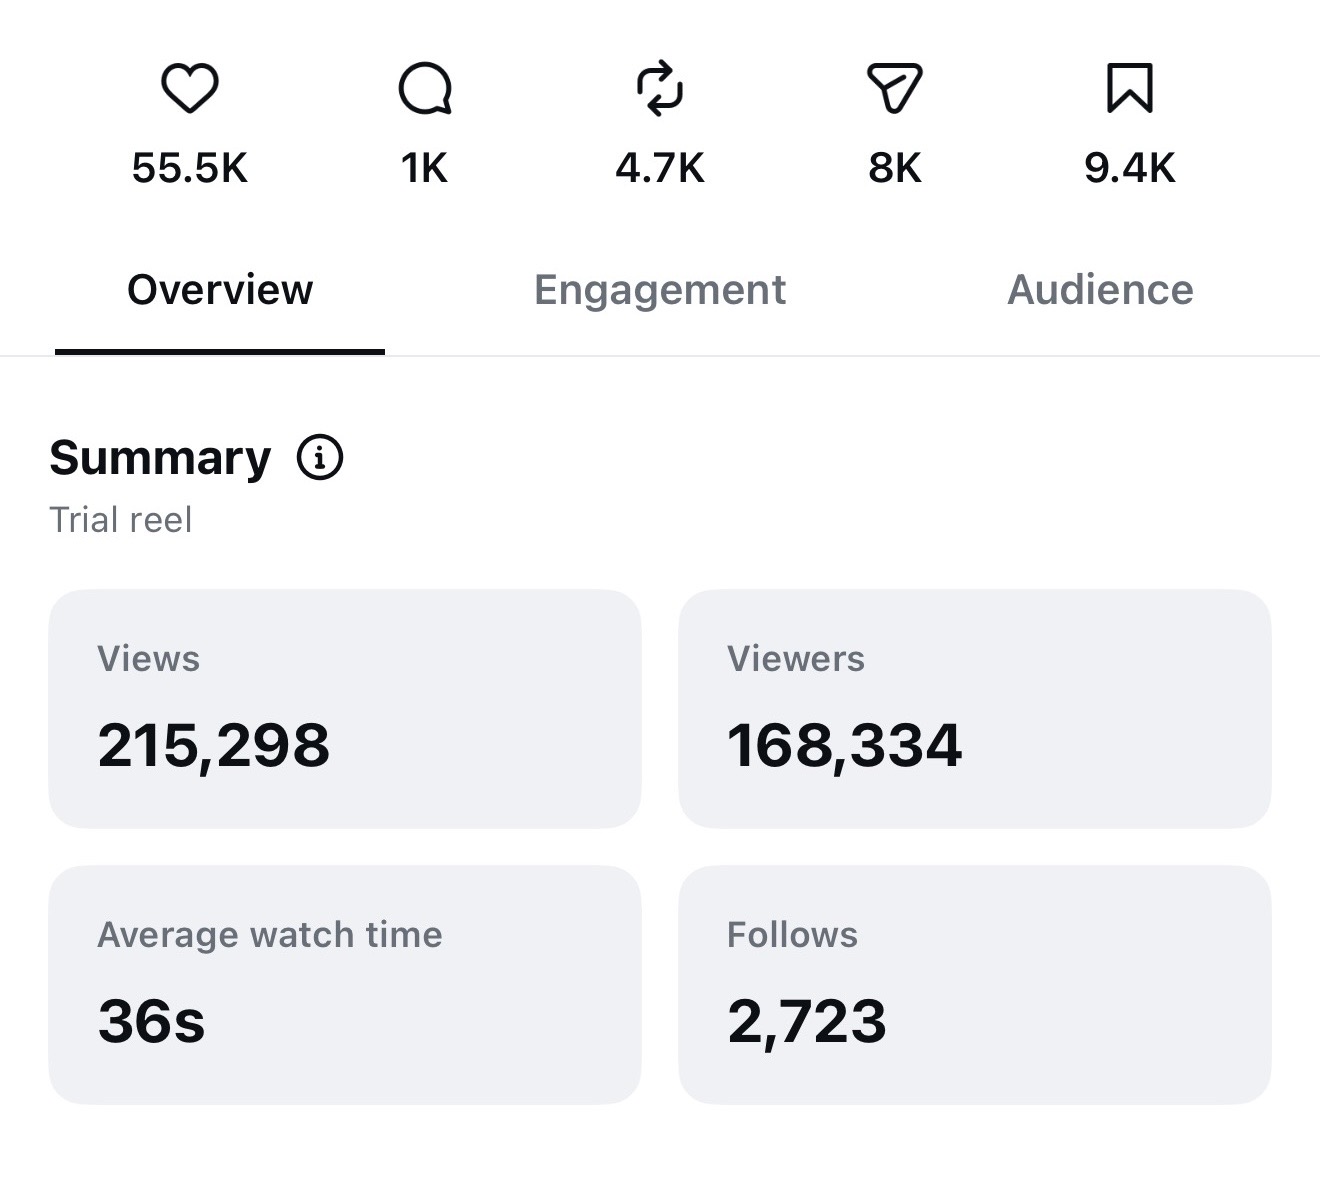 55.5K 1K 4.7K 8K 9.4K
Overview Engagement Audience
Summary
Trial reel
Views Viewers
215,298 168,334
Average watch time Follows
36s 2,723